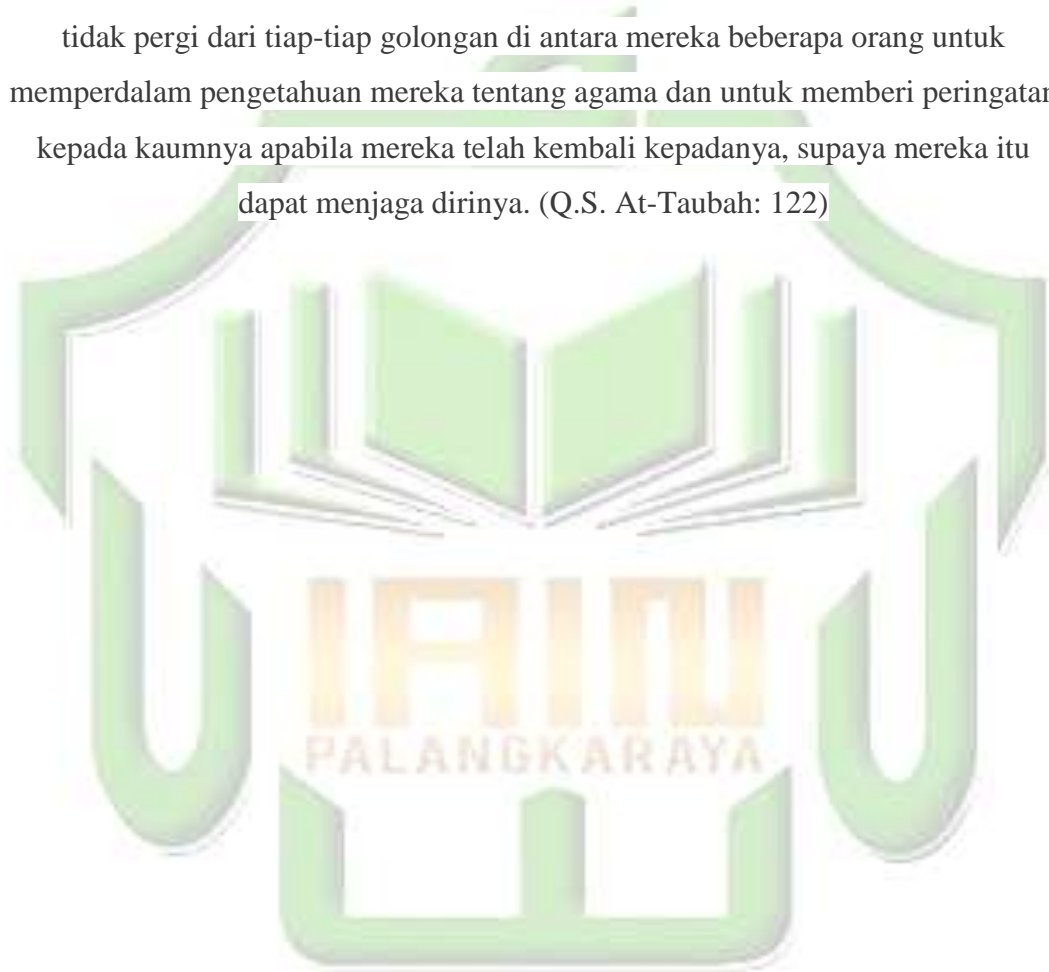 tidak pergi dari tiap-tiap golongan di antara mereka beberapa orang untuk
memperdalam pengetahuan mereka tentang agama dan untuk memberi peringatan
kepada kaumnya apabila mereka telah kembali kepadanya, supaya mereka itu
dapat menjaga dirinya. (Q.S. At-Taubah: 122)
IAIN
PALANGKARAYA